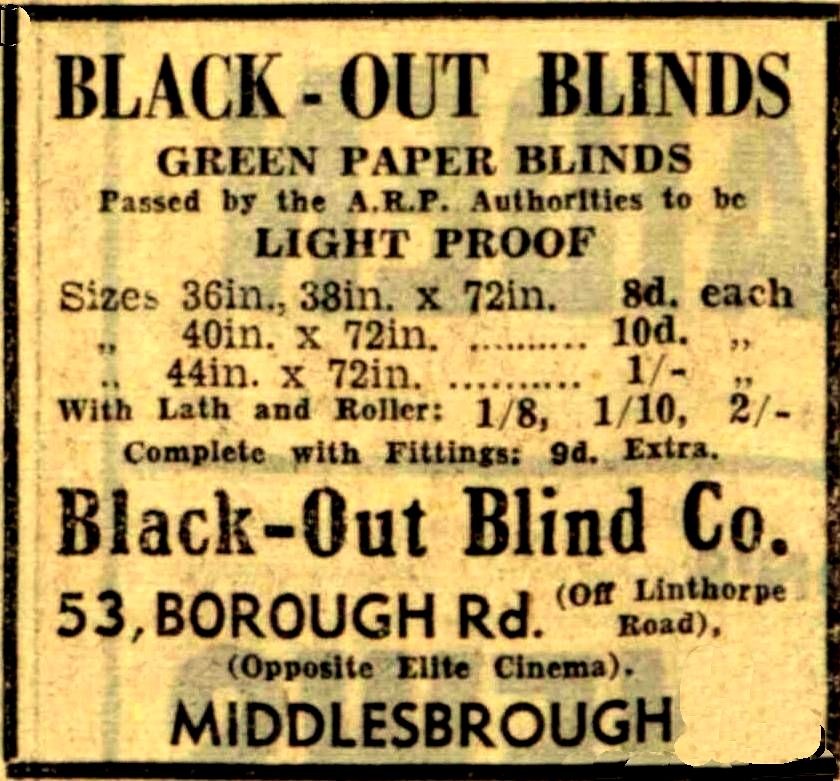 BLACK - OUT BLINDS
GREEN PAPER BLINDS
Passed by the A.R.P. Authorities to be
LIGHT PROOF
Sizes 36in., 38in. x 72in. 8d. each
„ 40in. x 72in. .......... 10d. „
„ 44in. x 72in. ........... 1/- „
With Lath and Roller: 1/8, 1/10, 2/-
Complete with Fittings: 9d. Extra.
Black-Out Blind Co.
53, BOROUGH Rd. (Off Linthorpe
Road),
(Opposite Elite Cinema).
MIDDLESBROUGH